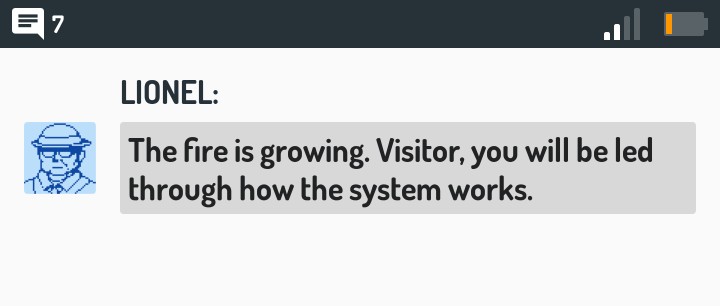 7
LIONEL:
The fire is growing. Visitor, you will be led
through how the system works.